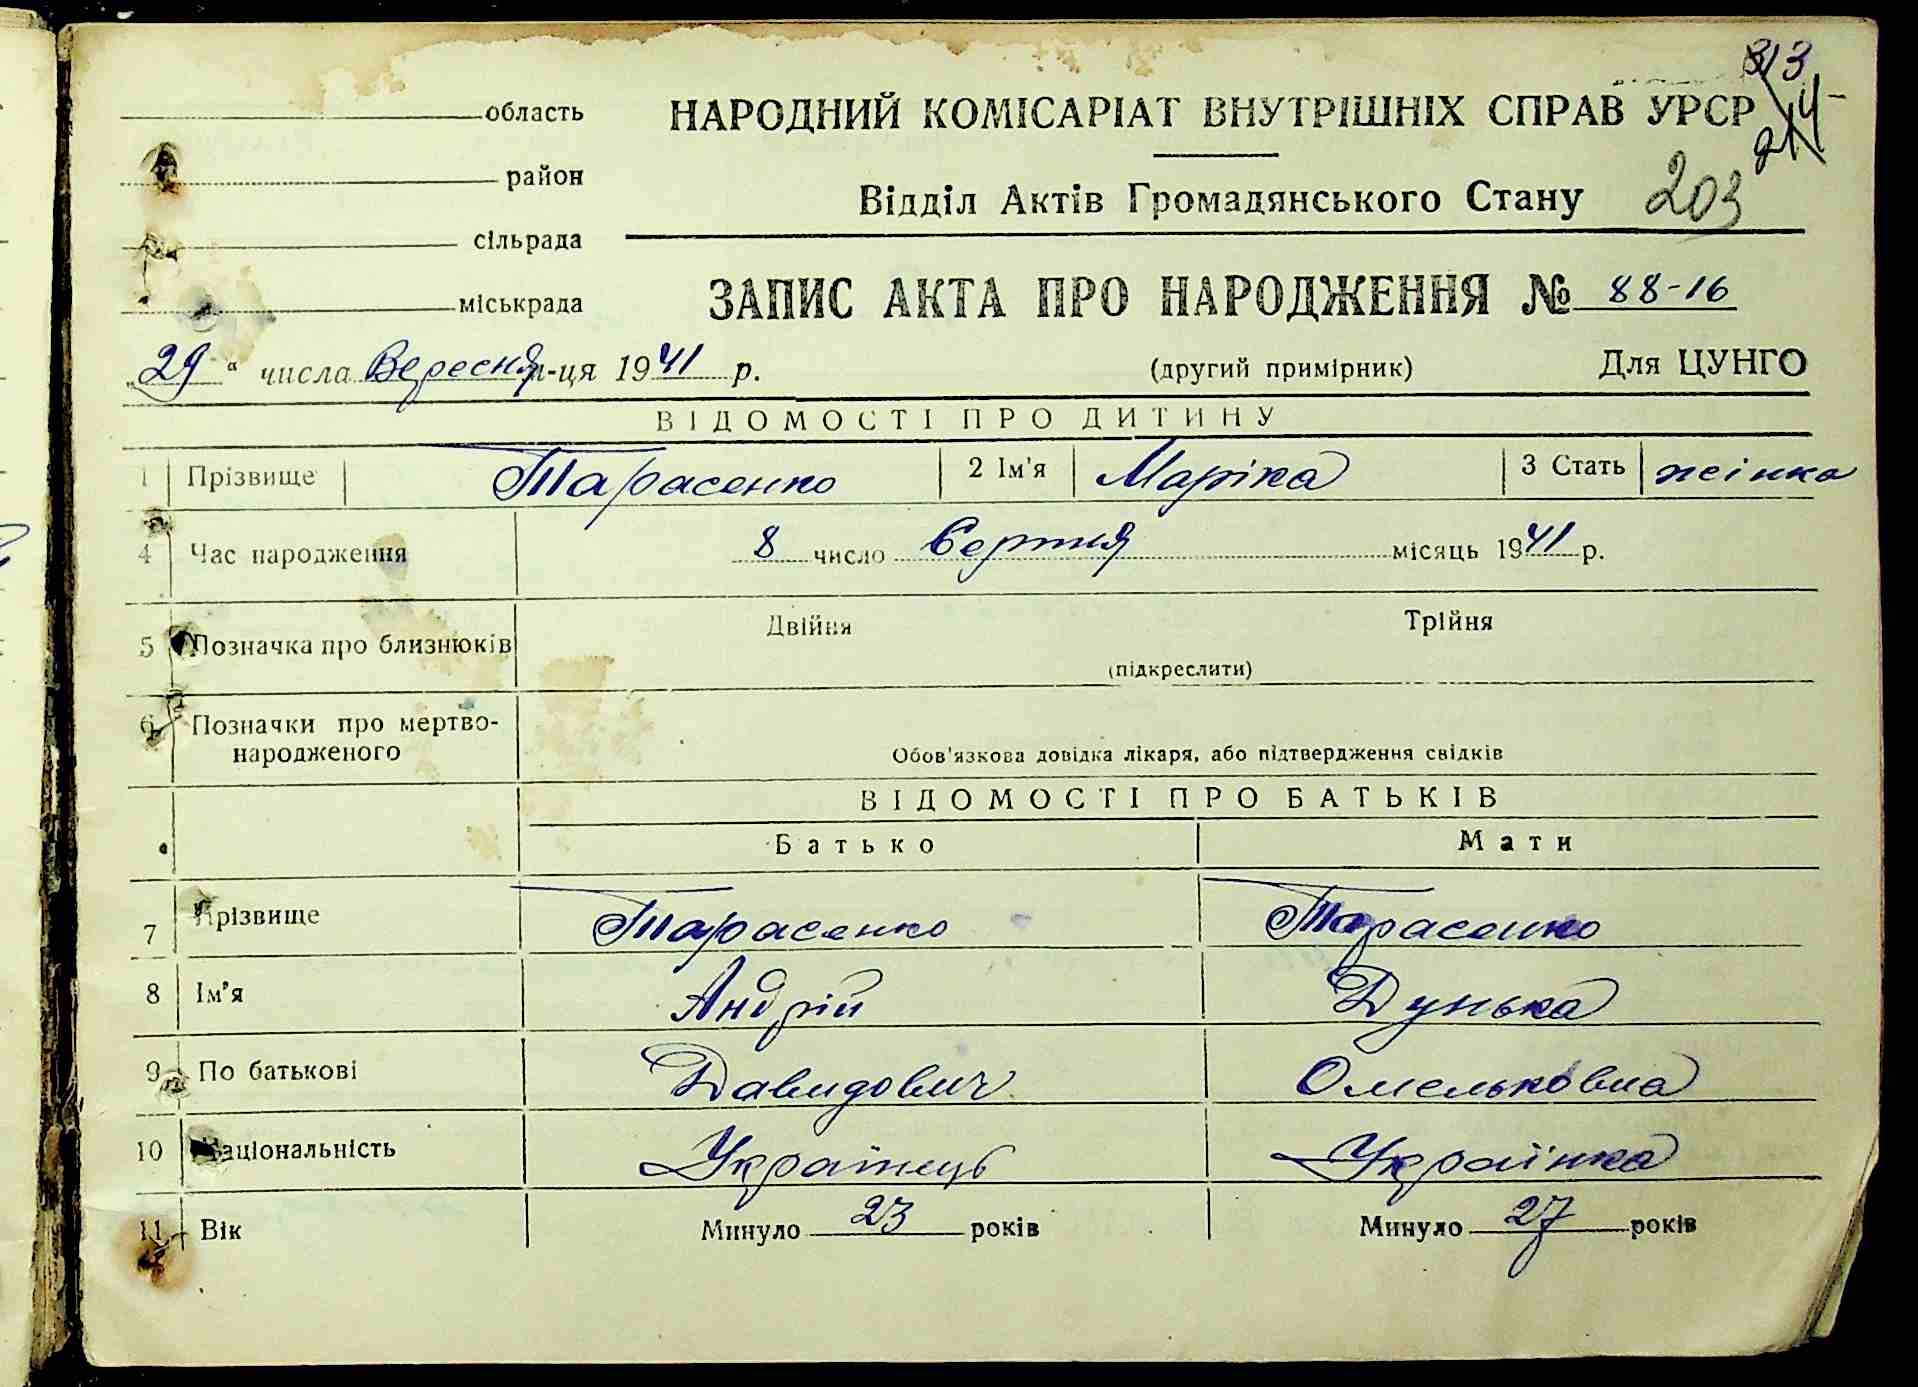 313
область
НАРОДНИЙ КОМІСАРІАТ ВНУТРІШНІХ СПРАВ УРСР
214
район
Відділ Актів Громадянського Стану 203
сільрада
ЗАПИС АКТА ПРО НАРОДЖЕННЯ № 88-16
міськрада
„29“ числа Вересня м-ця 1941 р. (другий примірник) Для ЦУНГО
ВІДОМОСТІ ПРО ДИТИНУ
1 Прізвище Тарасенко 2 Ім'я Маріка 3 Стать жінка
4 Час народження 8 число Серпня місяць 1941 р.
5 Позначка про близнюків Двійня Трійня
(підкреслити)
6 Позначки про мертво-
народженого Обов'язкова довідка лікаря, або підтвердження свідків
ВІДОМОСТІ ПРО БАТЬКІВ
Батько Мати
7 Прізвище Тарасенко Тарасенко
8 Ім'я Андрій Дунька
9 По батькові Давидович Омельковна
10 Національність Українець Українка
11 Вік Минуло 23 років Минуло 27 років